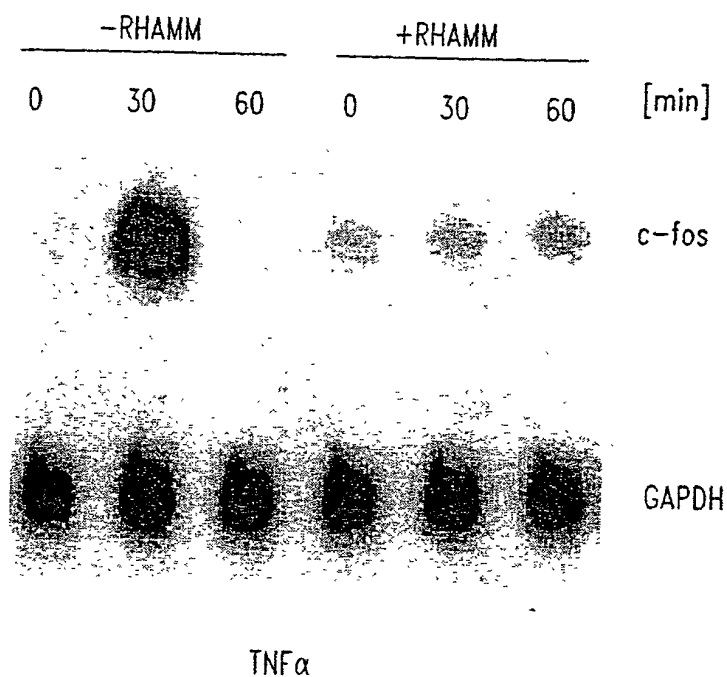 -RHAMM +RHAMM
0 30 60 0 30 60 [min]
c-fos
GAPDH
TNFα